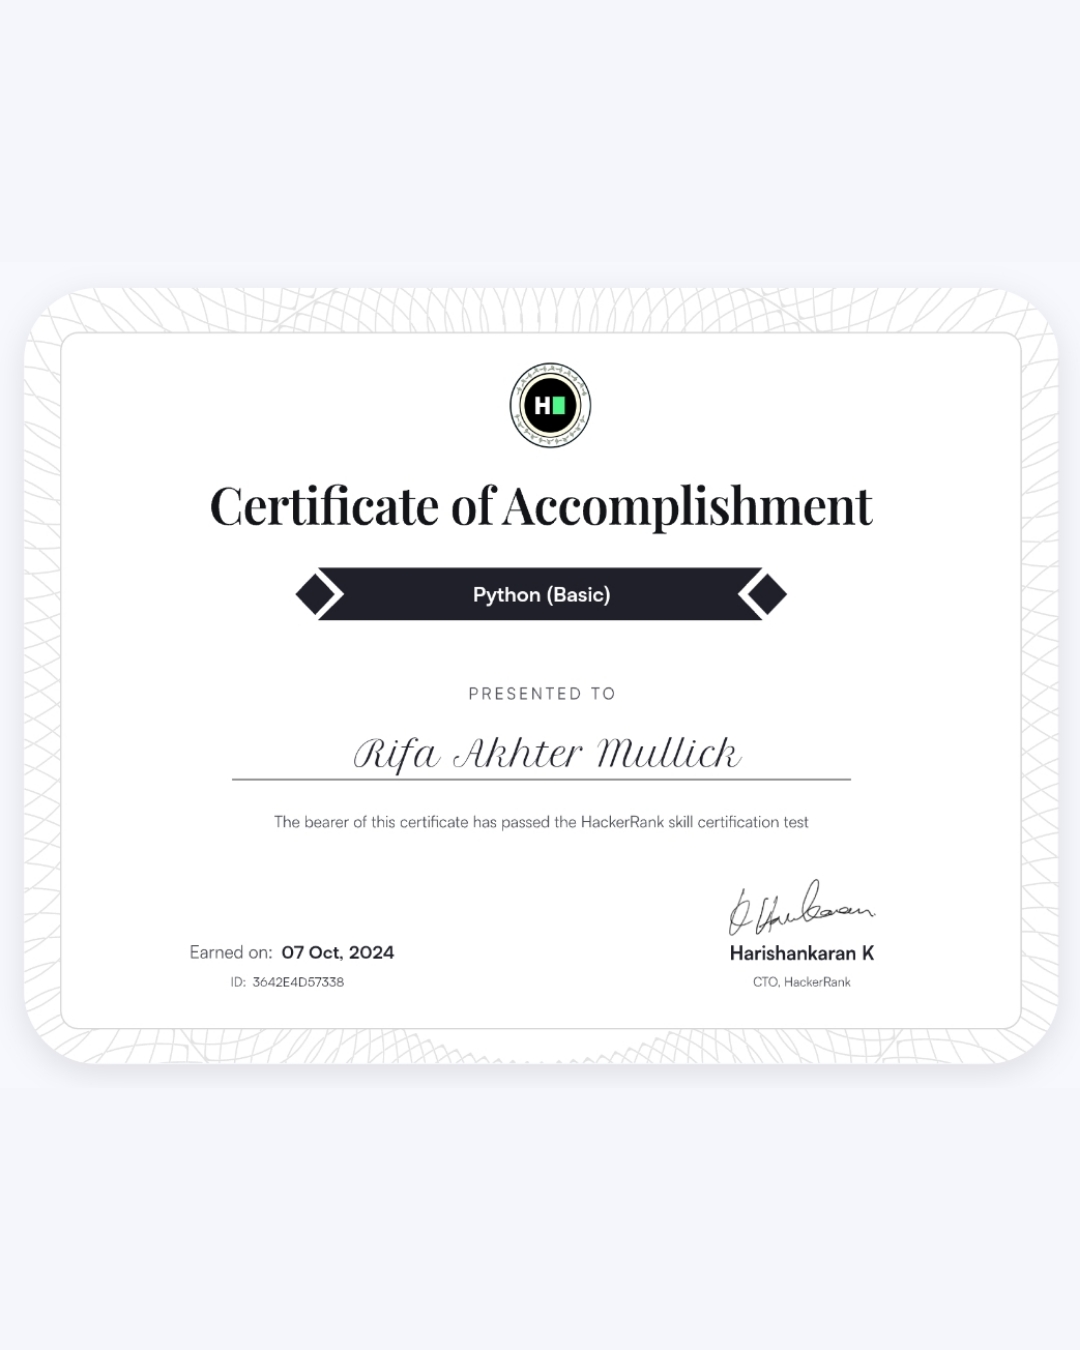 H
Certificate of Accomplishment
Python (Basic)
PRESENTED TO
Rifa Akhter Mullick
The bearer of this certificate has passed the HackerRank skill certification test
Earned on: 07 Oct, 2024
ID: 3642E4D57338
Harishankaran K
CTO, HackerRank